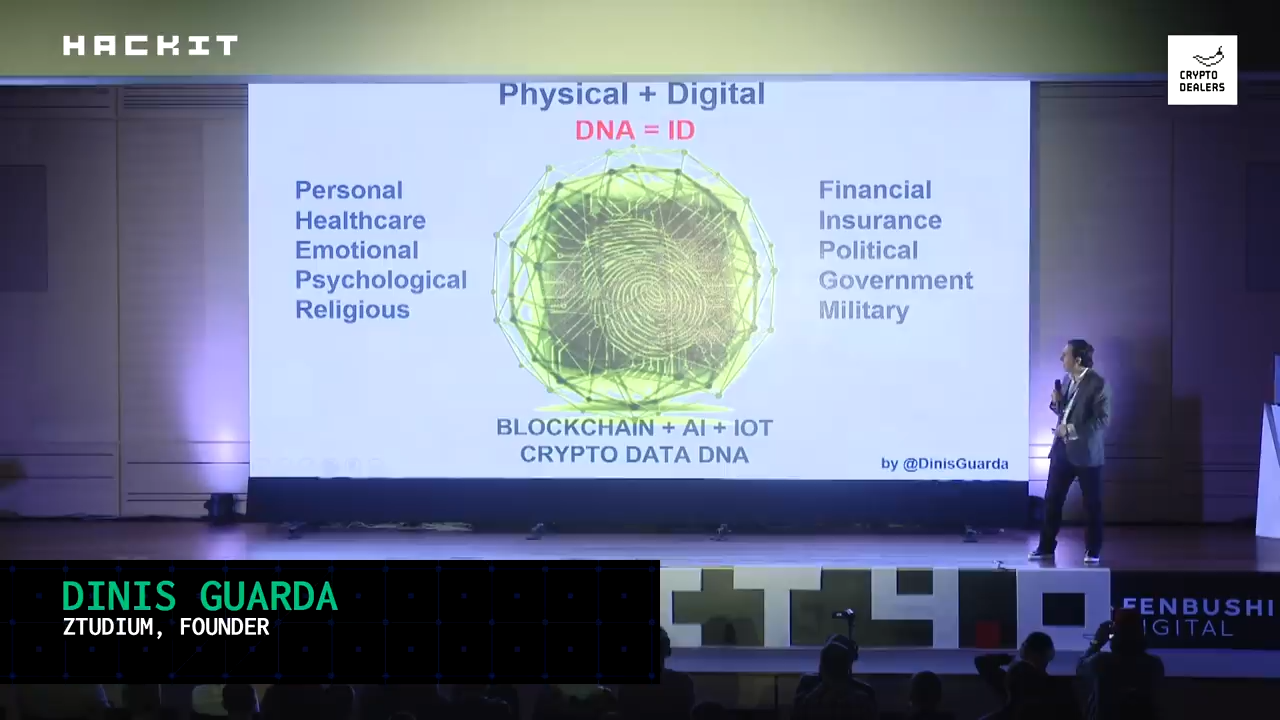 HACKIT
CRYPTO
DEALERS
Physical + Digital
DNA = ID
Personal
Healthcare
Emotional
Psychological
Religious
Financial
Insurance
Political
Government
Military
BLOCKCHAIN + AI + IOT
CRYPTO DATA DNA
by @DinisGuarda
DINIS GUARDA
ZTUDIUM, FOUNDER
FENBUSHI
DIGITAL